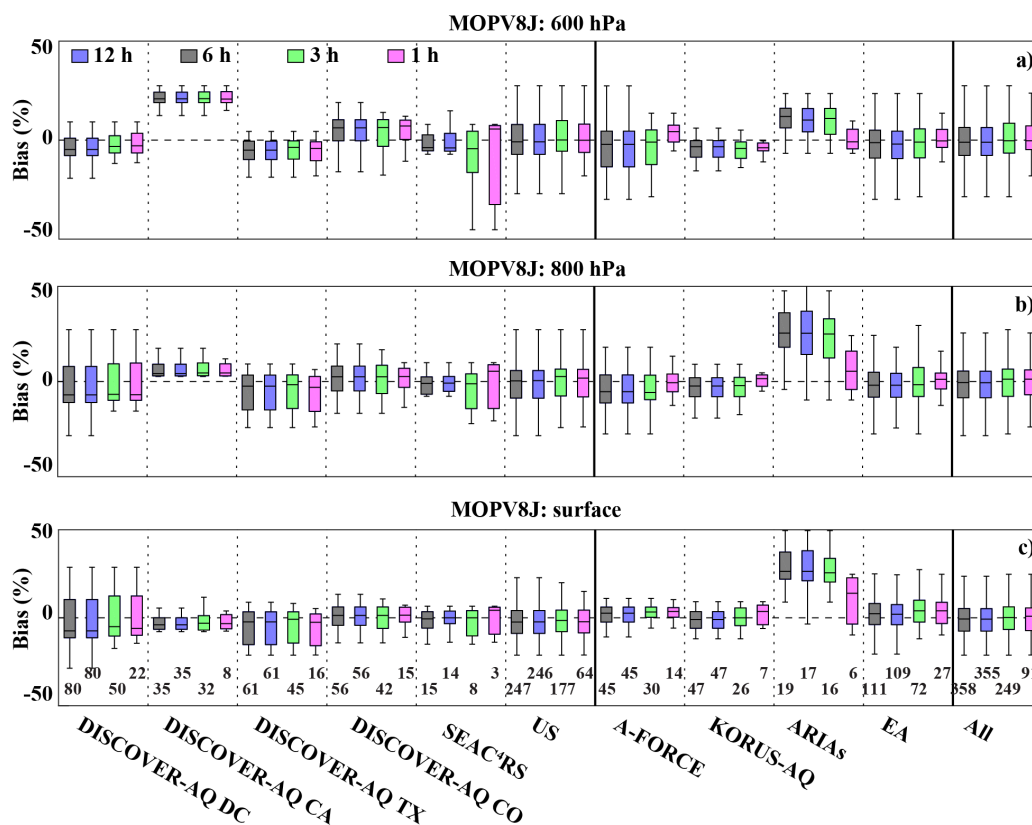 MOPV8J: 600 hPa
50
12 h 6 h 3 h 1 h
a)
Bias (%)
0
-50
MOPV8J: 800 hPa
50
b)
Bias (%)
0
-50
MOPV8J: surface
50
c)
Bias (%)
0
80 22 35 8 61 16 56 15 14 3 246 64 45 14 47 7 17 6 109 27 355 9
80 50 35 32 61 45 56 42 15 8 247 177 45 30 47 26 19 16 111 72 358 249
-50
DISCOVER-AQ DC
DISCOVER-AQ CA
DISCOVER-AQ TX
DISCOVER-AQ CO
SEAC⁴RS
US
A-FORCE
KORUS-AQ
ARIAs
EA
All